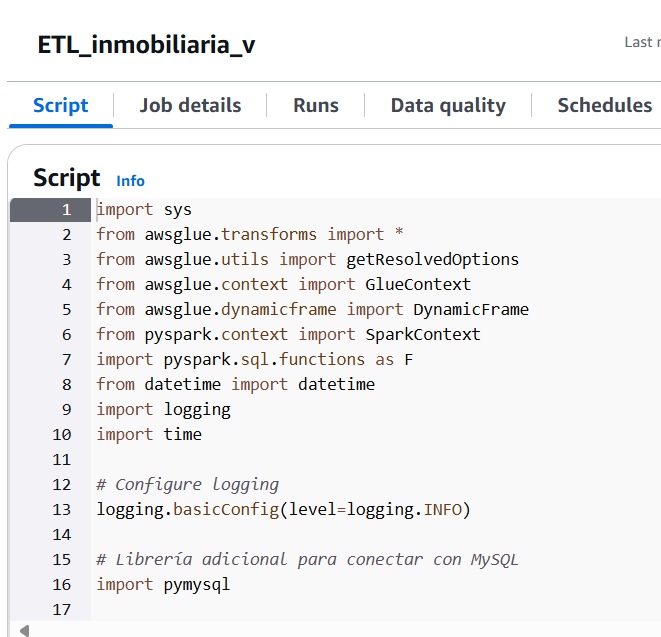 ETL_inmobiliaria_v
Last
Script Job details Runs Data quality Schedules
Script Info
1 import sys
2 from awsglue.transforms import *
3 from awsglue.utils import getResolvedOptions
4 from awsglue.context import GlueContext
5 from awsglue.dynamicframe import DynamicFrame
6 from pyspark.context import SparkContext
7 import pyspark.sql.functions as F
8 from datetime import datetime
9 import logging
10 import time
11
12 # Configure logging
13 logging.basicConfig(level=logging.INFO)
14
15 # Librería adicional para conectar con MySQL
16 import pymysql
17